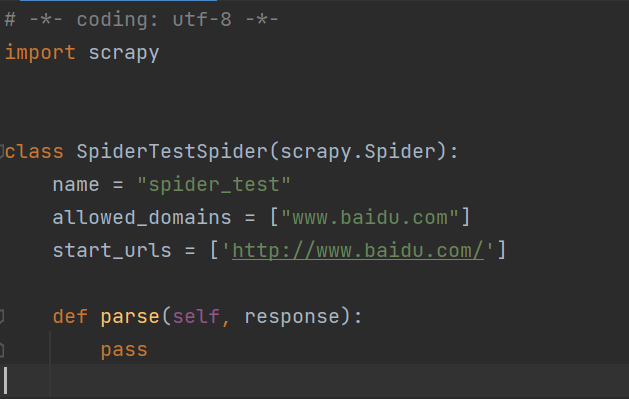 # -*- coding: utf-8 -*-
import scrapy
class SpiderTestSpider(scrapy.Spider):
    name = "spider_test"
    allowed_domains = ["www.baidu.com"]
    start_urls = ['http://www.baidu.com/']
    def parse(self, response):
        pass